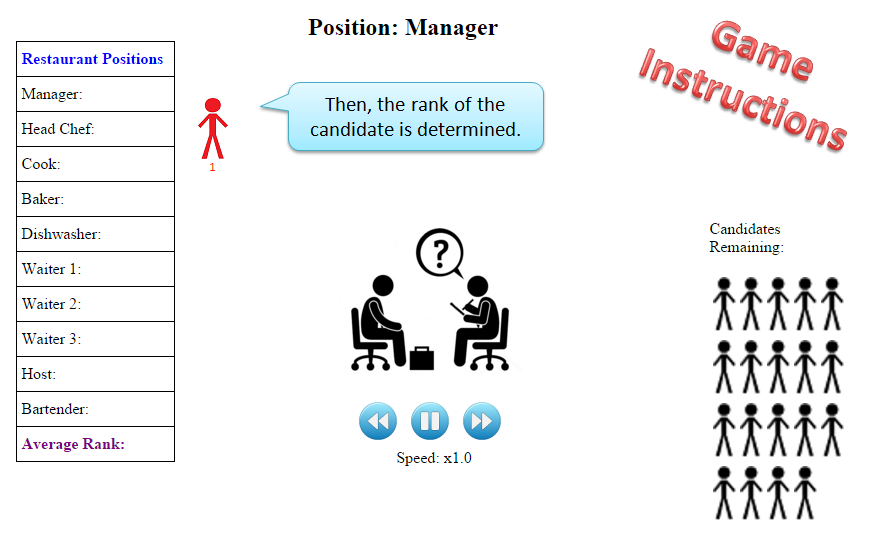 Position: Manager
Game
Instructions
Restaurant Positions
Manager:
Head Chef:
Cook:
Baker:
Dishwasher:
Waiter 1:
Waiter 2:
Waiter 3:
Host:
Bartender:
Average Rank:
1
Then, the rank of the
candidate is determined.
?
Speed: x1.0
Candidates
Remaining: